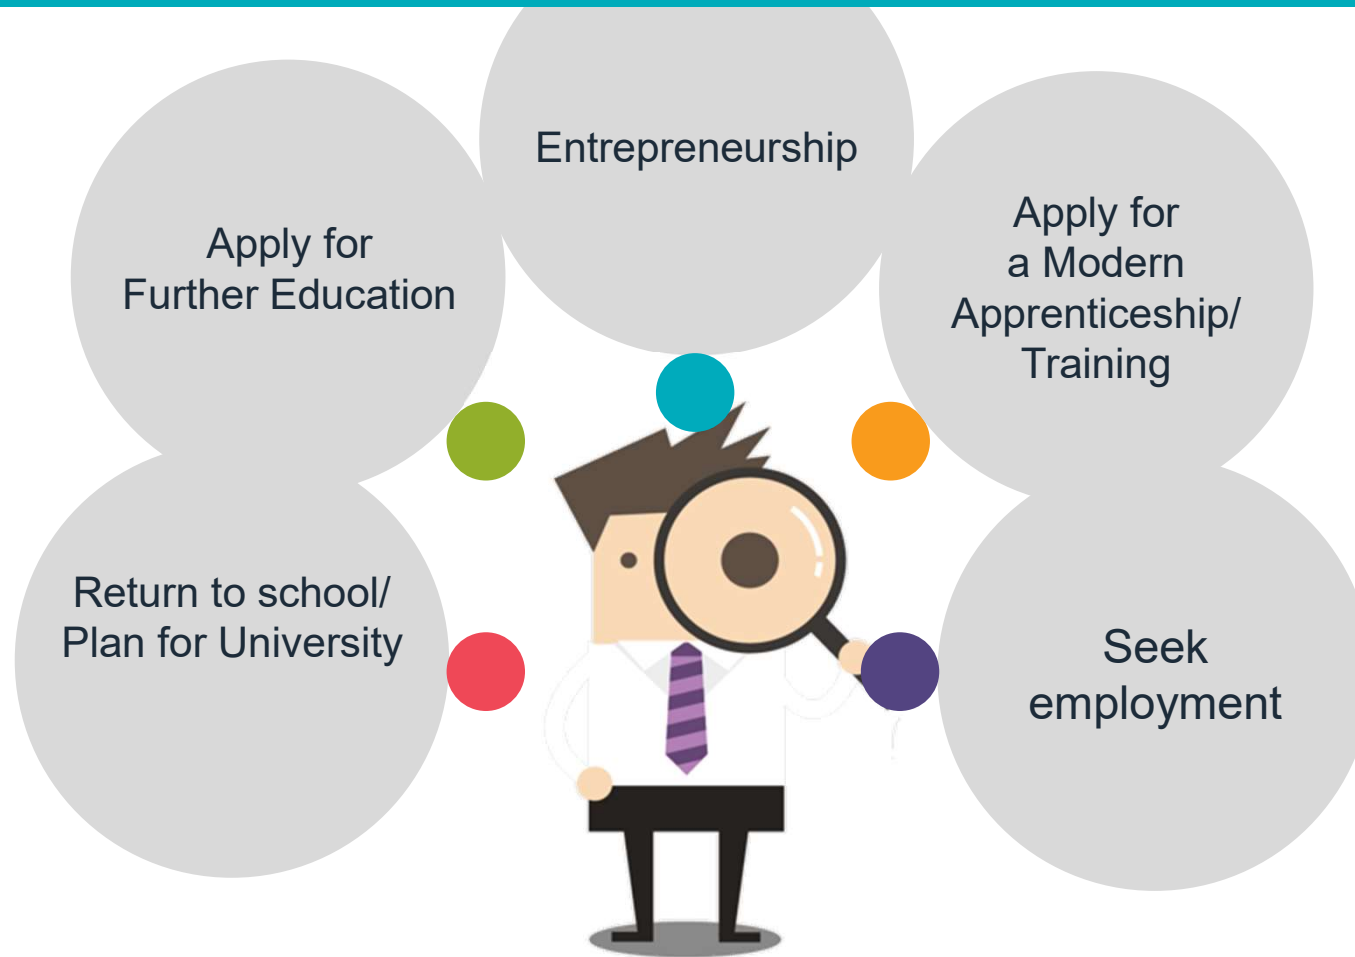 Entrepreneurship
Apply for
Further Education
Apply for
a Modern
Apprenticeship/
Training
Return to school/
Plan for University
Seek
employment